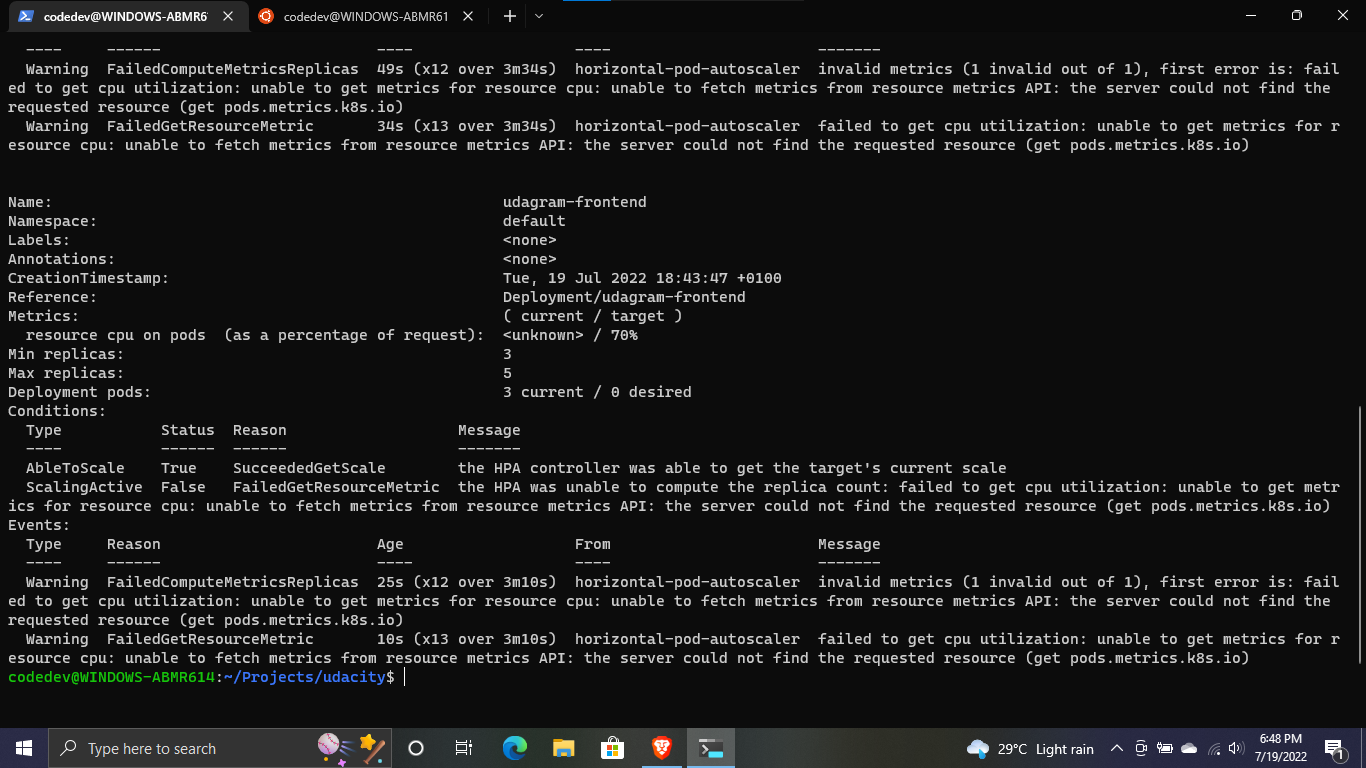 codedev@WINDOWS-ABMR6
codedev@WINDOWS-ABMR61
----    ------                        ----                  ----                       -------
Warning  FailedComputeMetricsReplicas  49s (x12 over 3m34s)  horizontal-pod-autoscaler  invalid metrics (1 invalid out of 1), first error is: fail
ed to get cpu utilization: unable to get metrics for resource cpu: unable to fetch metrics from resource metrics API: the server could not find the
requested resource (get pods.metrics.k8s.io)
Warning  FailedGetResourceMetric       34s (x13 over 3m34s)  horizontal-pod-autoscaler  failed to get cpu utilization: unable to get metrics for r
esource cpu: unable to fetch metrics from resource metrics API: the server could not find the requested resource (get pods.metrics.k8s.io)
Name:                                                  udagram-frontend
Namespace:                                             default
Labels:                                                <none>
Annotations:                                           <none>
CreationTimestamp:                                     Tue, 19 Jul 2022 18:43:47 +0100
Reference:                                             Deployment/udagram-frontend
Metrics:                                               ( current / target )
resource cpu on pods  (as a percentage of request):  <unknown> / 70%
Min replicas:                                          3
Max replicas:                                          5
Deployment pods:                                       3 current / 0 desired
Conditions:
Type           Status  Reason                   Message
----           ------  ------                   -------
AbleToScale    True    SucceededGetScale        the HPA controller was able to get the target's current scale
ScalingActive  False   FailedGetResourceMetric  the HPA was unable to compute the replica count: failed to get cpu utilization: unable to get metr
ics for resource cpu: unable to fetch metrics from resource metrics API: the server could not find the requested resource (get pods.metrics.k8s.io)
Events:
Type     Reason                        Age                   From                       Message
----     ------                        ----                  ----                       -------
Warning  FailedComputeMetricsReplicas  25s (x12 over 3m10s)  horizontal-pod-autoscaler  invalid metrics (1 invalid out of 1), first error is: fail
ed to get cpu utilization: unable to get metrics for resource cpu: unable to fetch metrics from resource metrics API: the server could not find the
requested resource (get pods.metrics.k8s.io)
Warning  FailedGetResourceMetric       10s (x13 over 3m10s)  horizontal-pod-autoscaler  failed to get cpu utilization: unable to get metrics for r
esource cpu: unable to fetch metrics from resource metrics API: the server could not find the requested resource (get pods.metrics.k8s.io)
codedev@WINDOWS-ABMR614:~/Projects/udacity$
Type here to search
29°C Light rain
6:48 PM
7/19/2022
1